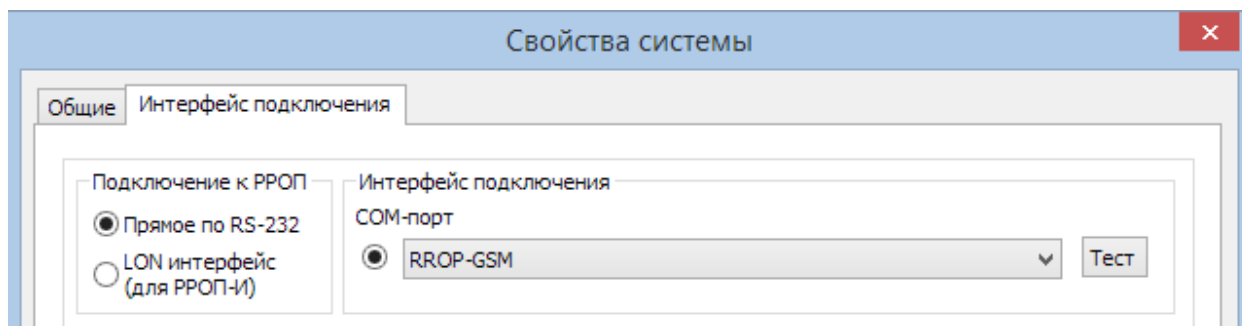 Свойства системы
Общие
Интерфейс подключения
Подключение к РРОП
Прямое по RS-232
LON интерфейс
(для РРОП-И)
Интерфейс подключения
COM-порт
RROP-GSM
Тест